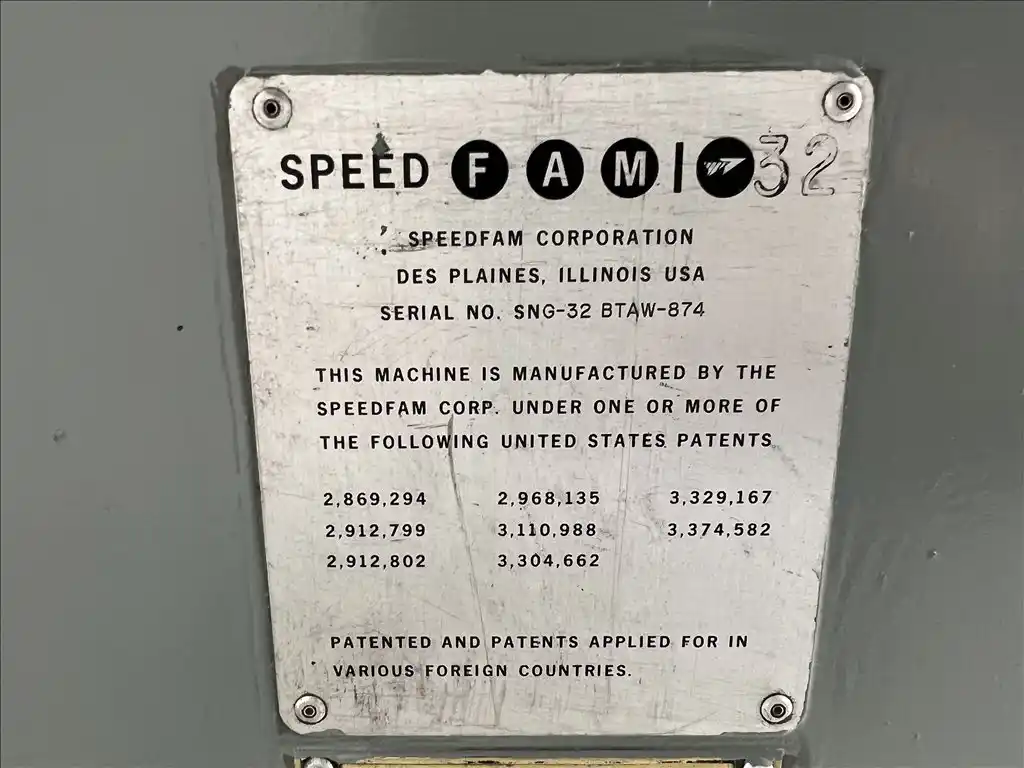 SPEED FAM | 32
SPEEDFAM CORPORATION
DES PLAINES, ILLINOIS USA
SERIAL NO. SNG-32 BTAW-874
THIS MACHINE IS MANUFACTURED BY THE
SPEEDFAM CORP. UNDER ONE OR MORE OF
THE FOLLOWING UNITED STATES PATENTS
2,869,294 2,968,135 3,329,167
2,912,799 3,110,988 3,374,582
2,912,802 3,304,662
PATENTED AND PATENTS APPLIED FOR IN
VARIOUS FOREIGN COUNTRIES.